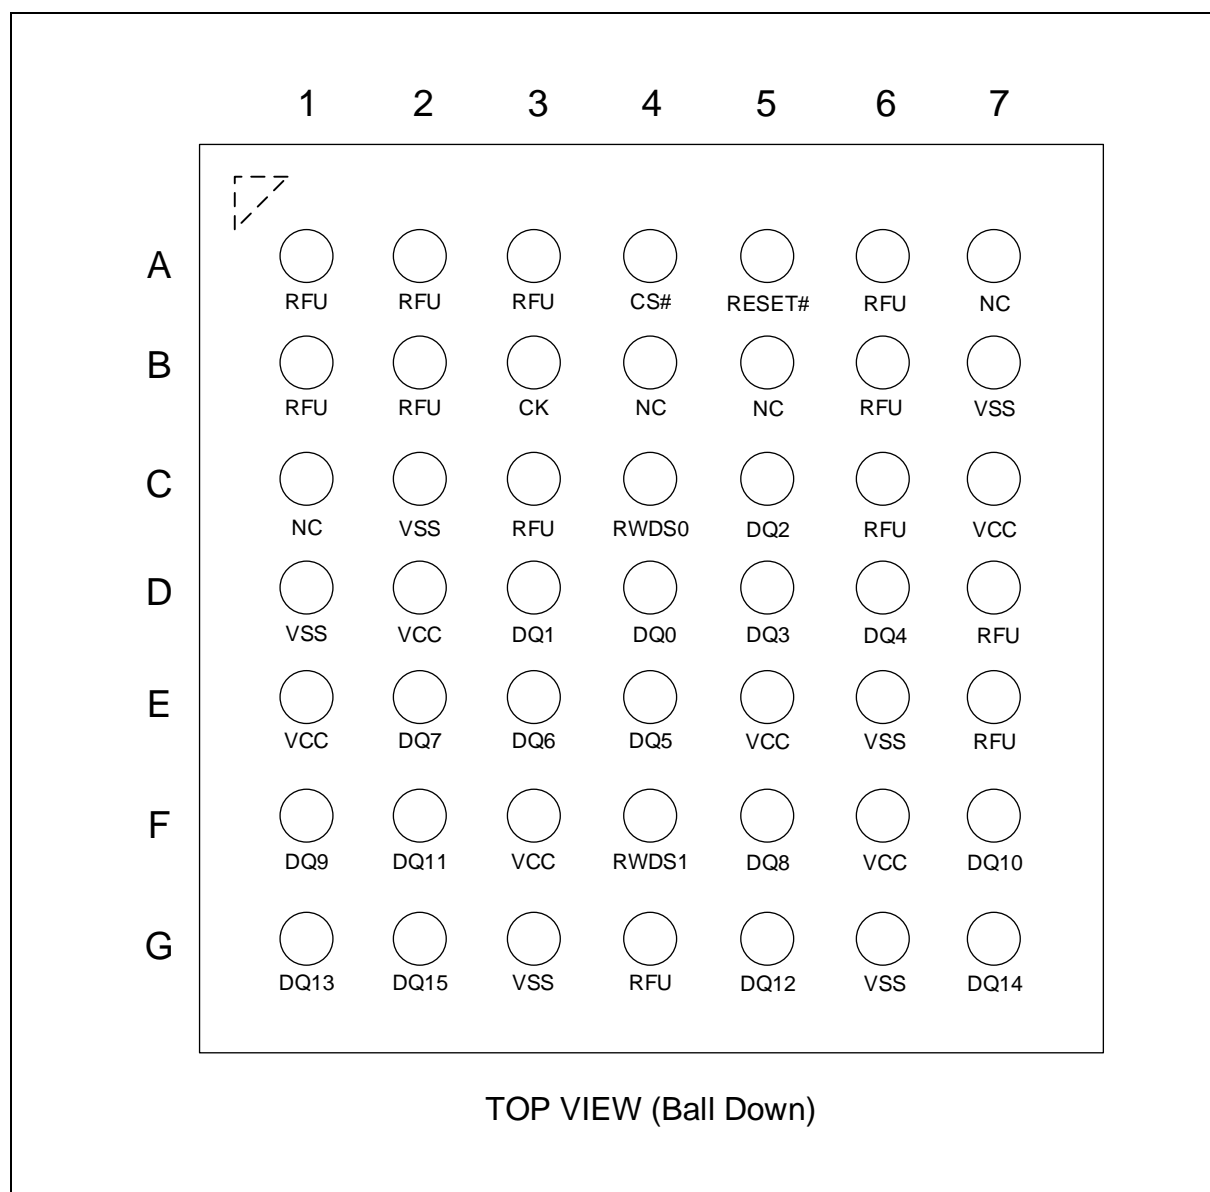 1 2 3 4 5 6 7
A
RFU RFU RFU CS# RESET# RFU NC
B
RFU RFU CK NC NC RFU VSS
C
NC VSS RFU RWDS0 DQ2 RFU VCC
D
VSS VCC DQ1 DQ0 DQ3 DQ4 RFU
E
VCC DQ7 DQ6 DQ5 VCC VSS RFU
F
DQ9 DQ11 VCC RWDS1 DQ8 VCC DQ10
G
DQ13 DQ15 VSS RFU DQ12 VSS DQ14
TOP VIEW (Ball Down)